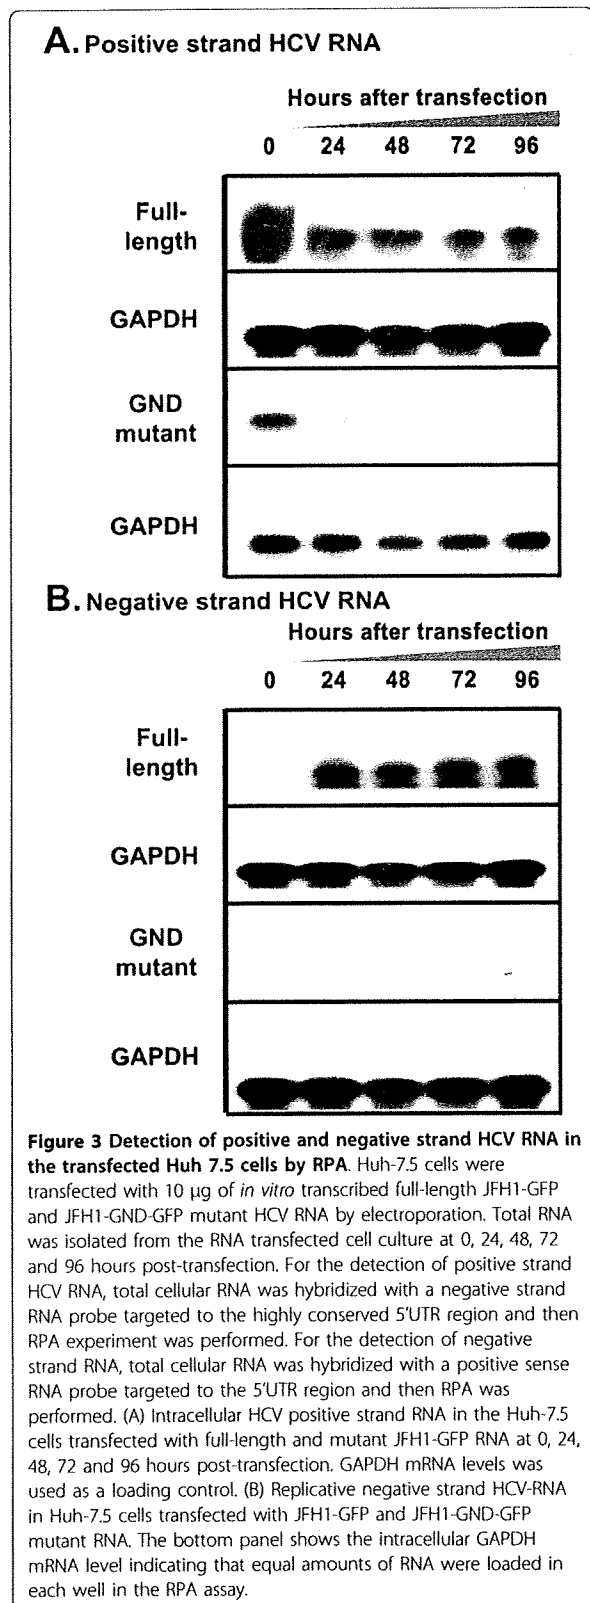 A. Positive strand HCV RNA
Hours after transfection
0 24 48 72 96
Full-
length
GAPDH
GND
mutant
GAPDH
B. Negative strand HCV RNA
Hours after transfection
0 24 48 72 96
Full-
length
GAPDH
GND
mutant
GAPDH
Figure 3 Detection of positive and negative strand HCV RNA in
the transfected Huh 7.5 cells by RPA. Huh-7.5 cells were
transfected with 10 μg of in vitro transcribed full-length JFH1-GFP
and JFH1-GND-GFP mutant HCV RNA by electroporation. Total RNA
was isolated from the RNA transfected cell culture at 0, 24, 48, 72
and 96 hours post-transfection. For the detection of positive strand
HCV RNA, total cellular RNA was hybridized with a negative strand
RNA probe targeted to the highly conserved 5'UTR region and then
RPA experiment was performed. For the detection of negative
strand RNA, total cellular RNA was hybridized with a positive sense
RNA probe targeted to the 5'UTR region and then RPA was
performed. (A) Intracellular HCV positive strand RNA in the Huh-7.5
cells transfected with full-length and mutant JFH1-GFP RNA at 0, 24,
48, 72 and 96 hours post-transfection. GAPDH mRNA levels was
used as a loading control. (B) Replicative negative strand HCV-RNA
in Huh-7.5 cells transfected with JFH1-GFP and JFH1-GND-GFP
mutant RNA. The bottom panel shows the intracellular GAPDH
mRNA level indicating that equal amounts of RNA were loaded in
each well in the RPA assay.